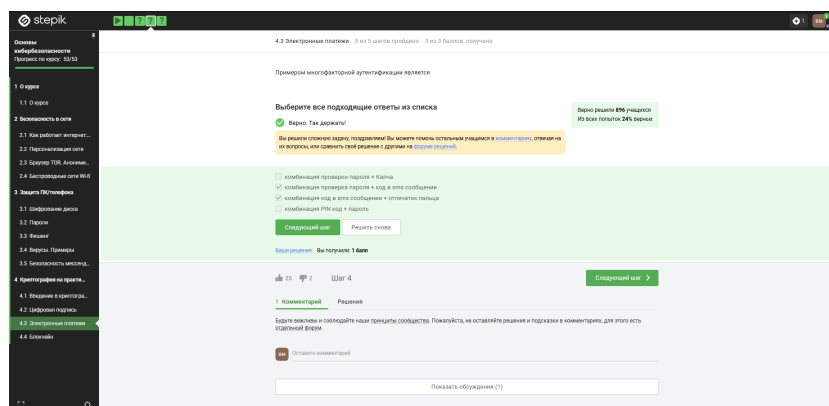 stepik
1
ВМ
Основы
кибербезопасности
Прогресс по курсу: 53/53
1 О курсе
1.1 О курсе
2 Безопасность в сети
2.1 Как работает интернет:...
2.2 Персонализация сети
2.3 Браузер TOR. Аноними...
2.4 Беспроводные сети Wi-fi
3 Защита ПК/телефона
3.1 Шифрование диска
3.2 Пароли
3.3 Фишинг
3.4 Вирусы. Примеры
3.5 Безопасность мессенд...
4 Криптография на практи...
4.1 Введение в криптогра...
4.2 Цифровая подпись
4.3 Электронные платежи
4.4 Блокчейн
4.3 Электронные платежи 5 из 5 шагов пройдено 3 из 3 баллов получено
Примером многофакторной аутентификации является
Выберите все подходящие ответы из списка
Верно. Так держать!
Верно решили 896 учащихся
Из всех попыток 24% верных
Вы решили сложную задачу, поздравляем! Вы можете помочь остальным учащимся в комментариях, отвечая на
их вопросы, или сравнить своё решение с другими на форуме решений.
комбинация проверки пароля + Капча
комбинация проверка пароля + код в sms сообщении
комбинация код в sms сообщении + отпечаток пальца
комбинация PIN код + пароль
Следующий шаг Решить снова
Ваши решения Вы получили: 1 балл
25 2 Шаг 4 Следующий шаг
1 Комментарий Решения
Будьте вежливы и соблюдайте наши принципы сообщества. Пожалуйста, не оставляйте решения и подсказки в комментариях, для этого есть
отдельный форум.
ВМ Оставить комментарий
Показать обсуждения (1)